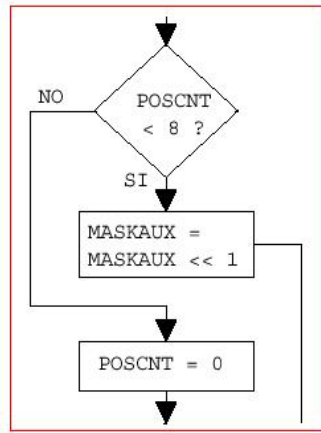 POSCNT
< 8 ?
NO
SI
MASKAUX =
MASKAUX << 1
POSCNT = 0